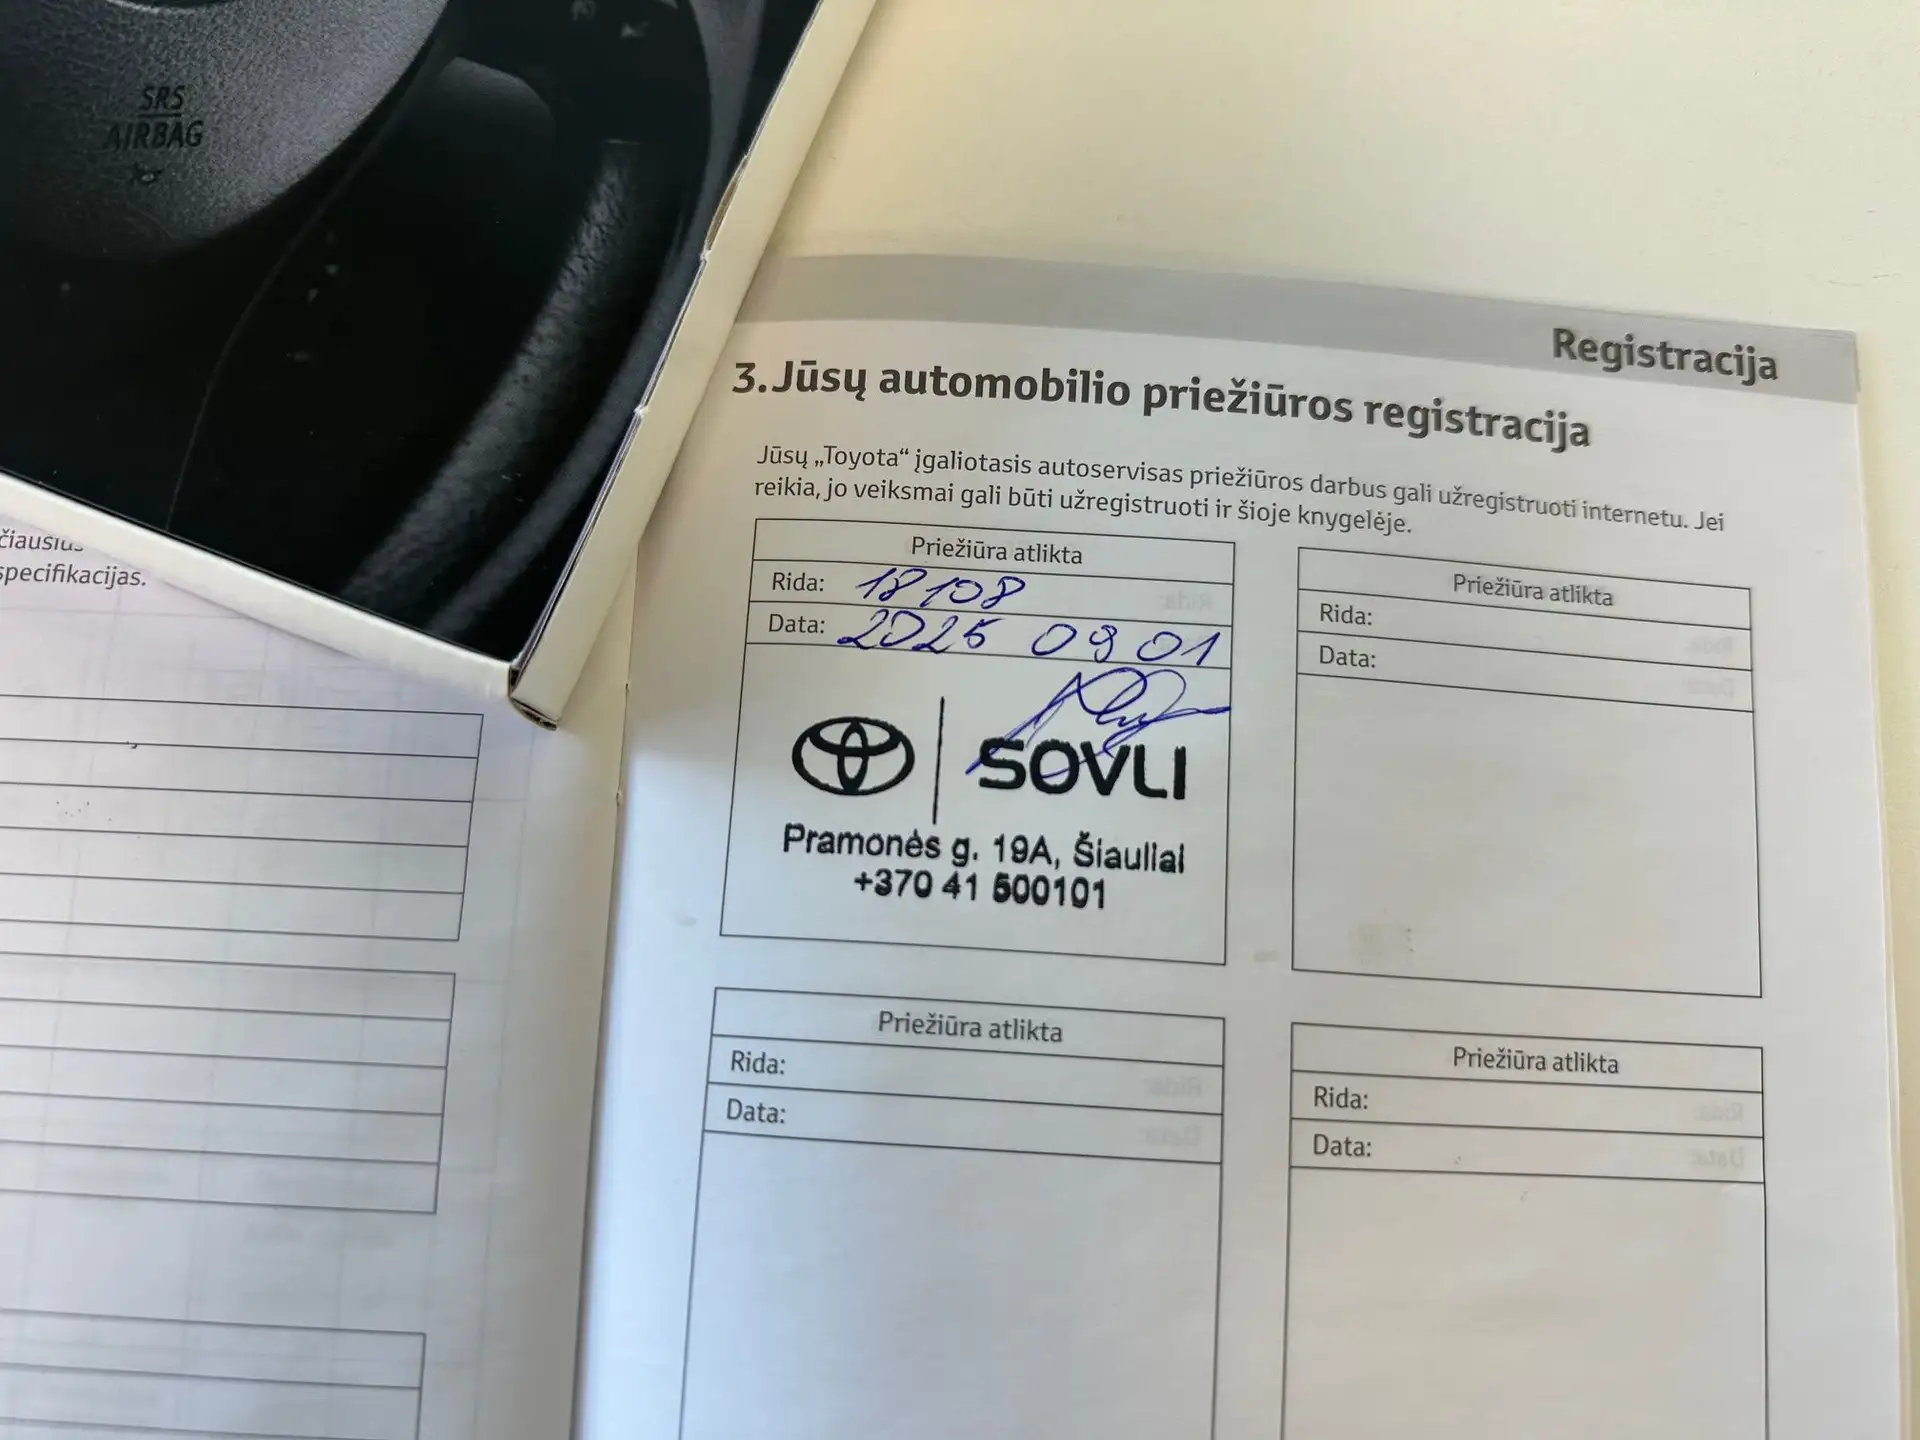 SRS
AIRBAG
čiausius
specifikacijas.
Registracija
3. Jūsų automobilio priežiūros registracija
Jūsų „Toyota“ įgaliotasis autoservisas priežiūros darbus gali užregistruoti internetu. Jei
reikia, jo veiksmai gali būti užregistruoti ir šioje knygelėje.
Priežiūra atlikta
Rida: 18108
Data: 2025 09 01
SOVLI
Pramonės g. 19A, Šiauliai
+370 41 500101
Priežiūra atlikta
Rida:
Data:
Priežiūra atlikta
Rida:
Data:
Priežiūra atlikta
Rida:
Data: